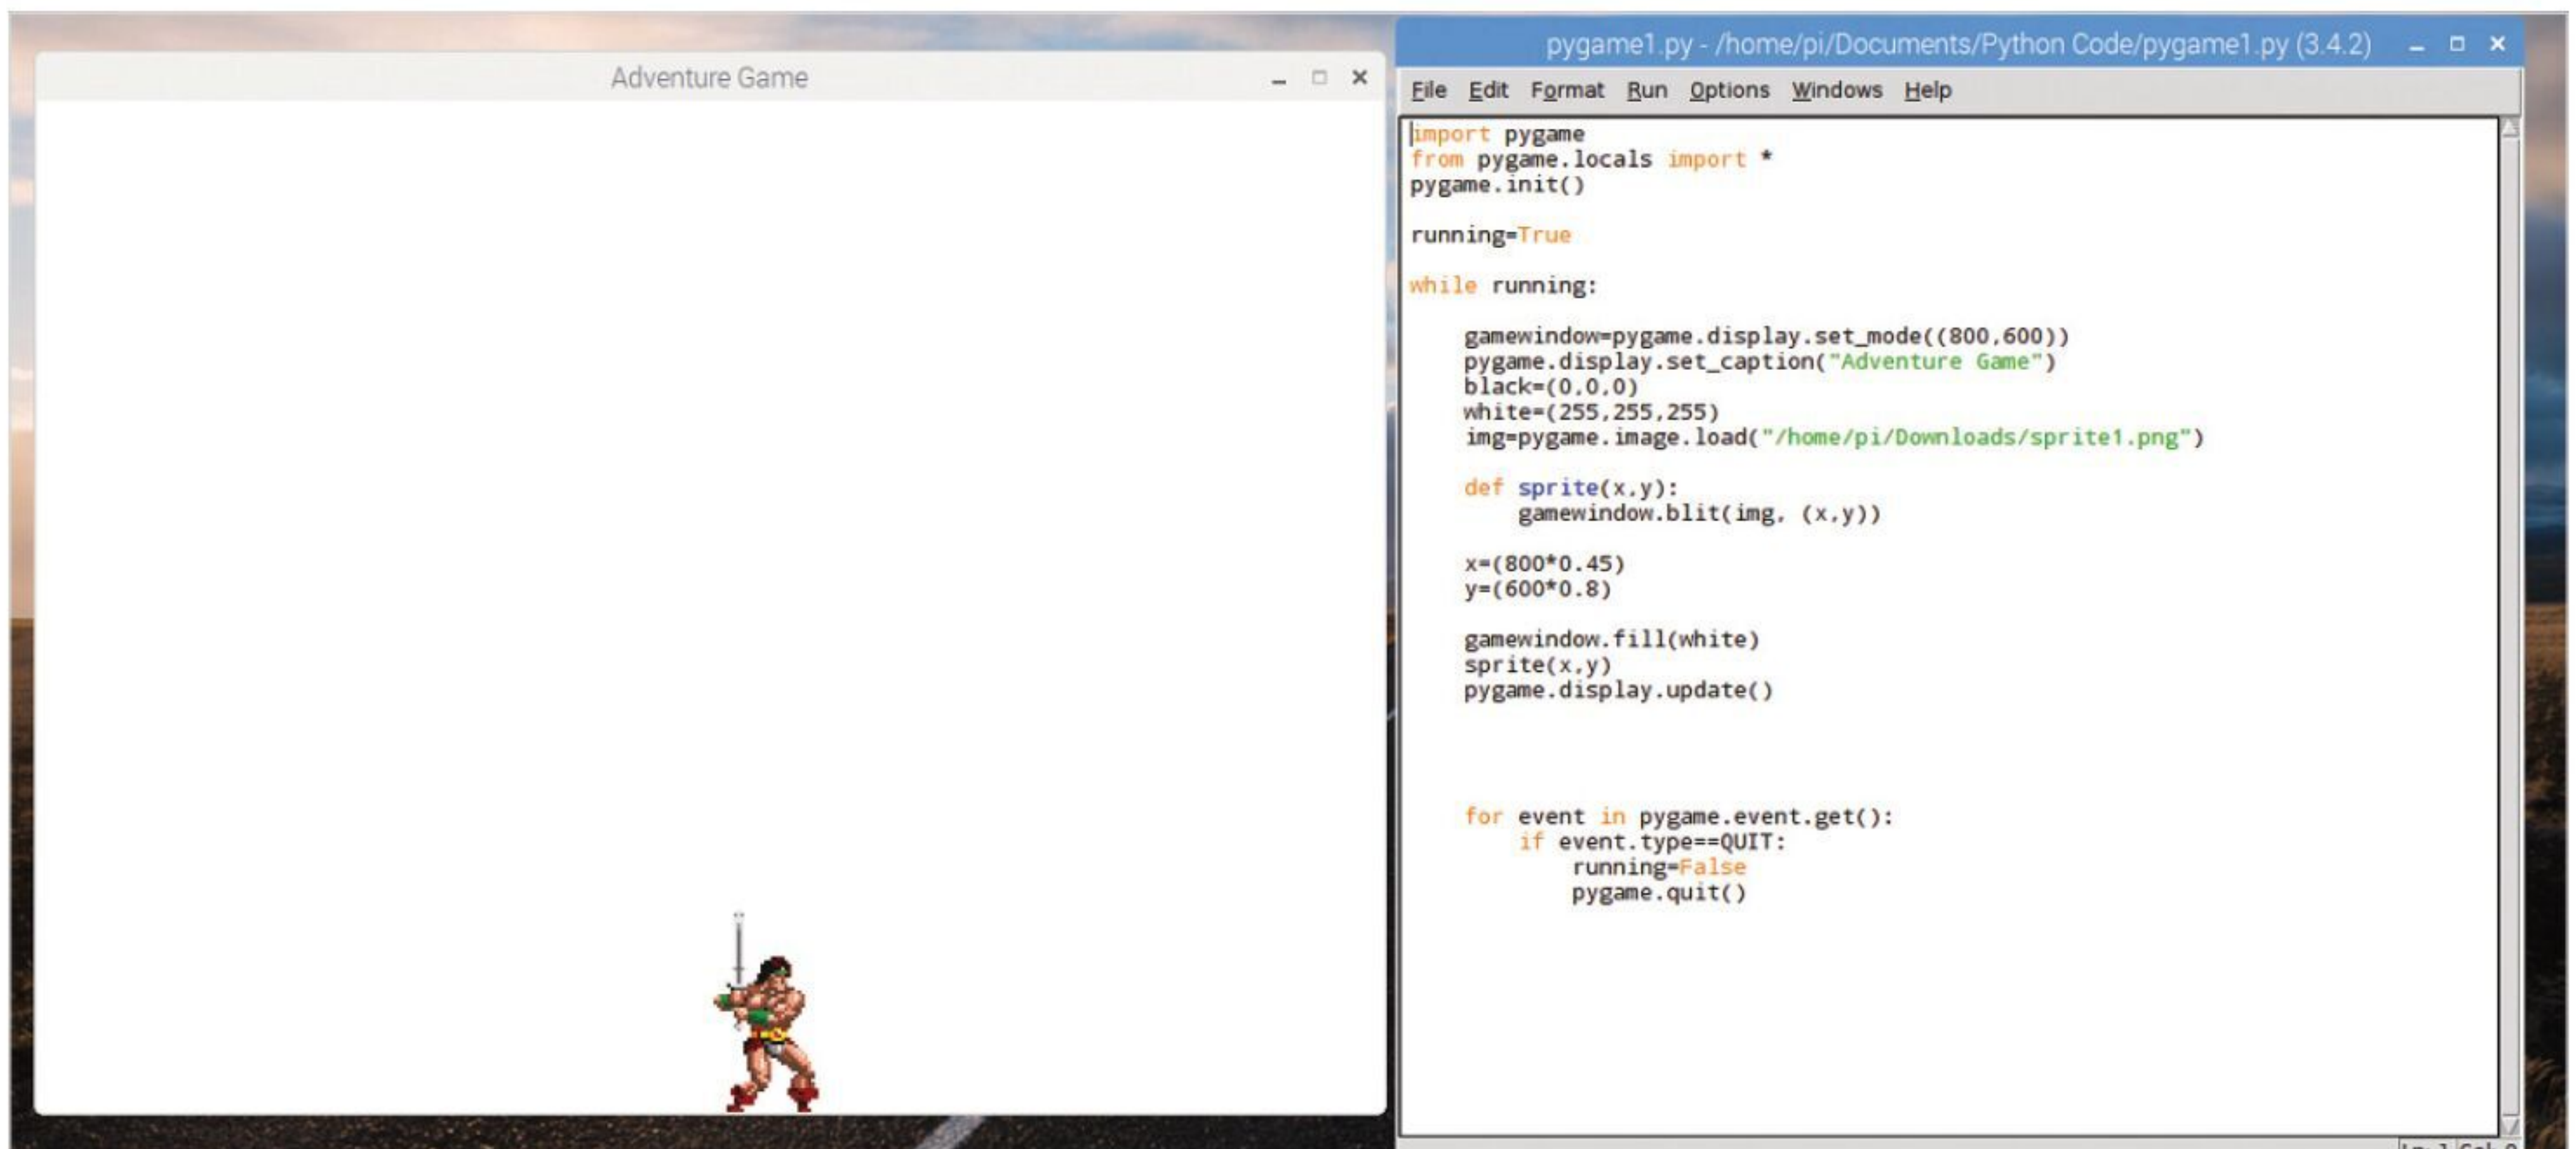 Adventure Game
pygame1.py - /home/pi/Documents/Python Code/pygame1.py (3.4.2)
File Edit Format Run Options Windows Help
import pygame
from pygame.locals import *
pygame.init()
running=True
while running:
gamewindow=pygame.display.set_mode((800,600))
pygame.display.set_caption("Adventure Game")
black=(0,0,0)
white=(255,255,255)
img=pygame.image.load("/home/pi/Downloads/sprite1.png")
def sprite(x,y):
gamewindow.blit(img, (x,y))
x=(800*0.45)
y=(600*0.8)
gamewindow.fill(white)
sprite(x,y)
pygame.display.update()
for event in pygame.event.get():
if event.type==QUIT:
running=False
pygame.quit()